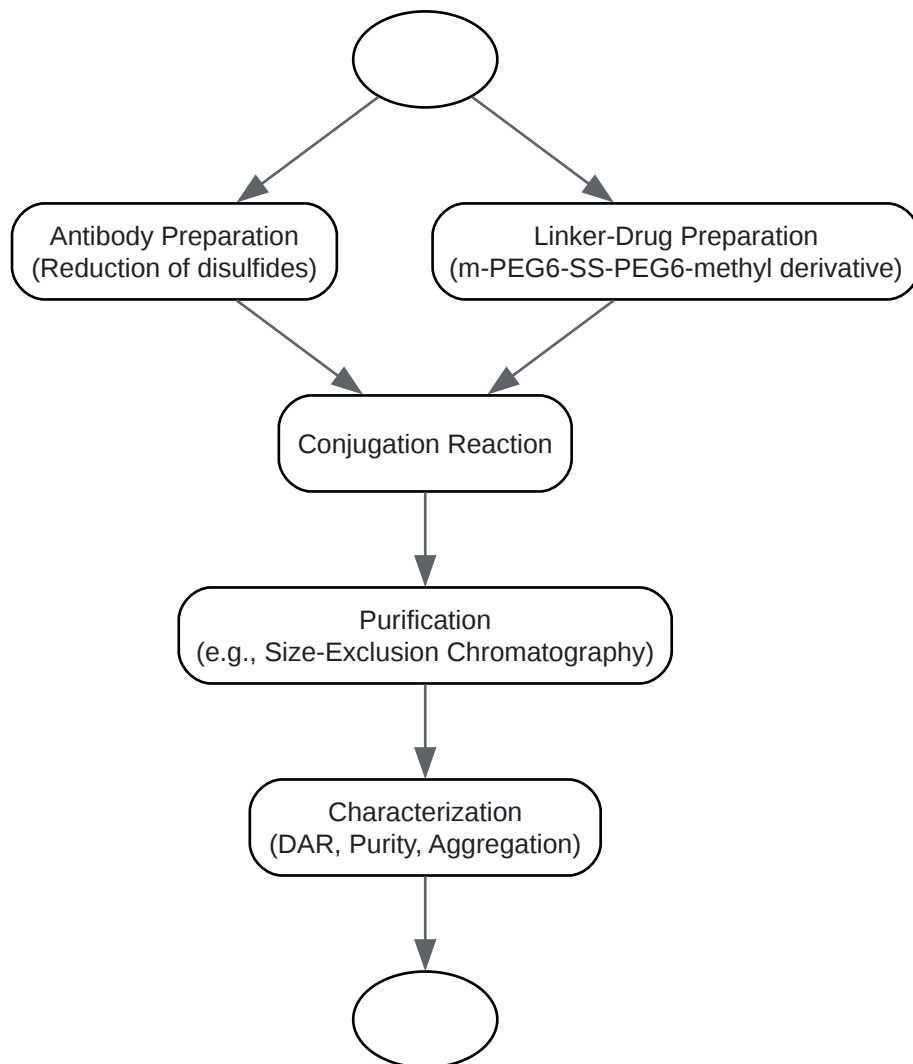 Antibody Preparation
(Reduction of disulfides)
Linker-Drug Preparation
(m-PEG6-SS-PEG6-methyl derivative)
Conjugation Reaction
Purification
(e.g., Size-Exclusion Chromatography)
Characterization
(DAR, Purity, Aggregation)